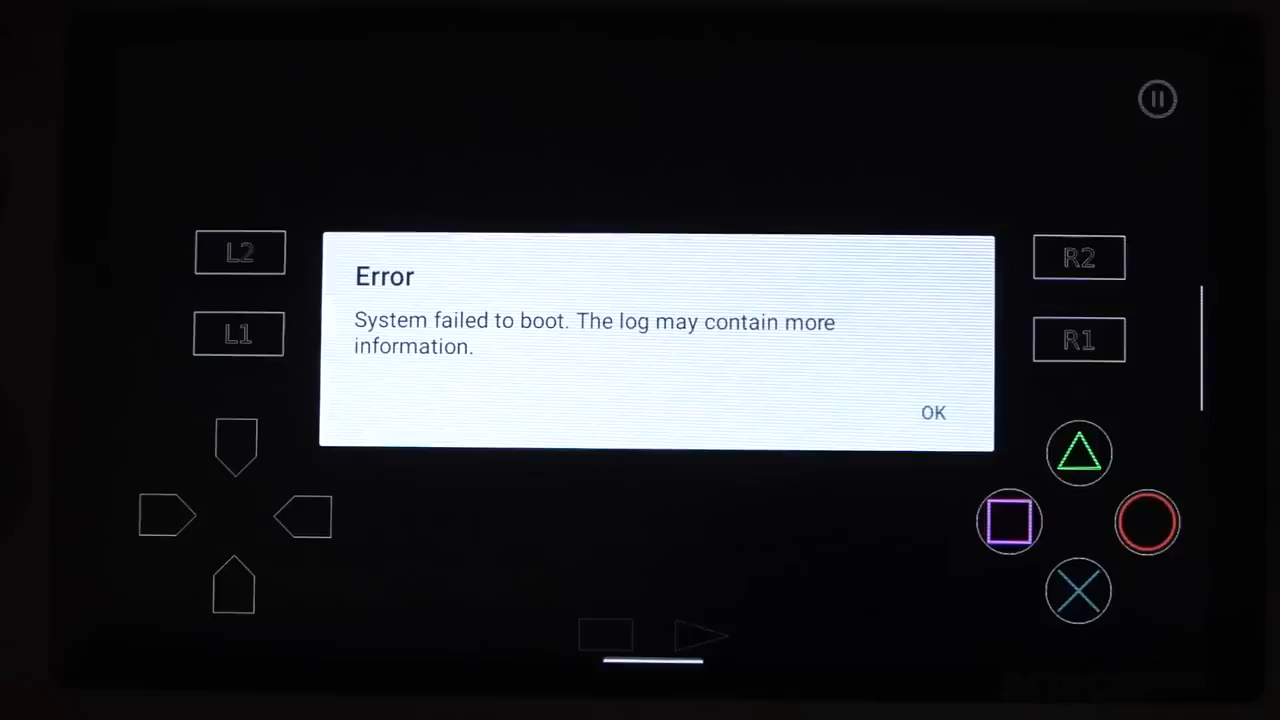 L2
R2
Error
System failed to boot. The log may contain more
information.
L1
R1
OK